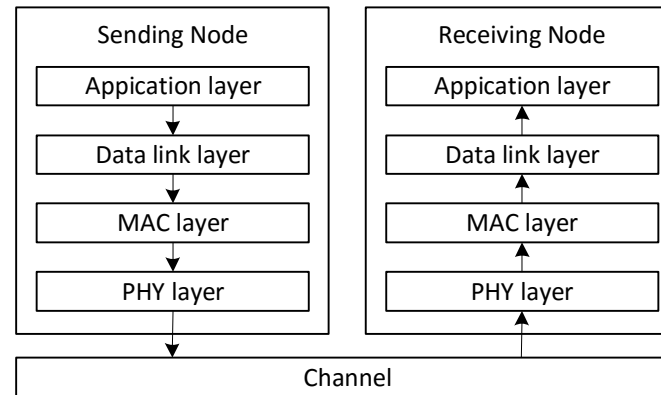 Sending Node
Appication layer
Data link layer
MAC layer
PHY layer
Receiving Node
Appication layer
Data link layer
MAC layer
PHY layer
Channel